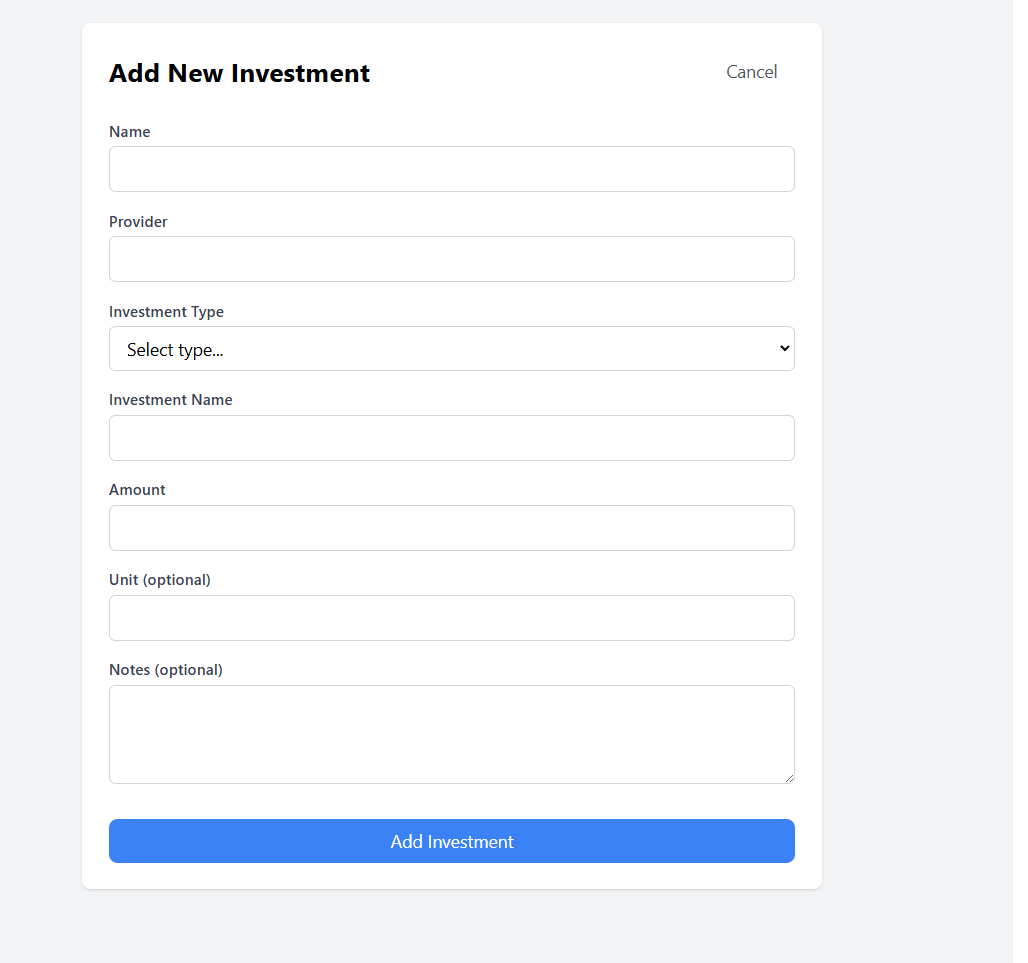 Add New Investment
Cancel
Name
Provider
Investment Type
Select type...
Investment Name
Amount
Unit (optional)
Notes (optional)
Add Investment